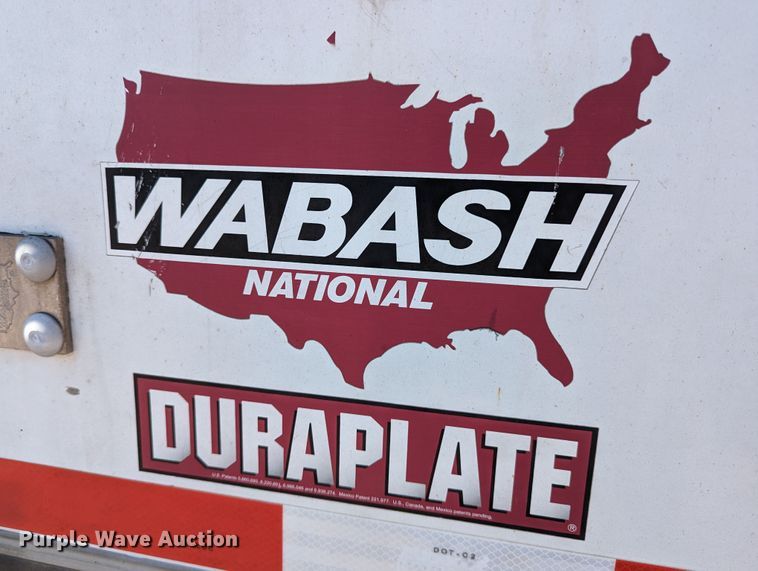 WABASH
NATIONAL
DURAPLATE
®
DOT-C2
Purple Wave Auction